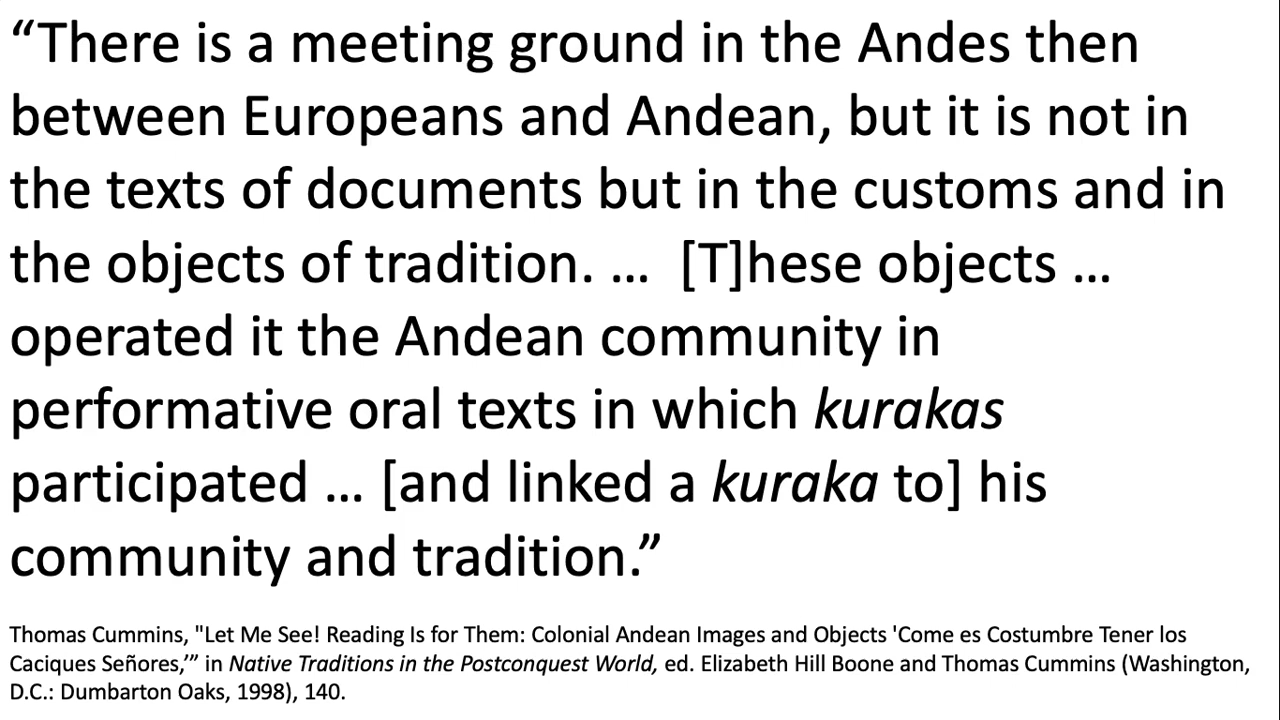 “There is a meeting ground in the Andes then
between Europeans and Andean, but it is not in
the texts of documents but in the customs and in
the objects of tradition. … [T]hese objects …
operated it the Andean community in
performative oral texts in which kurakas
participated … [and linked a kuraka to] his
community and tradition.”
Thomas Cummins, "Let Me See! Reading Is for Them: Colonial Andean Images and Objects 'Come es Costumbre Tener los
Caciques Señores,’” in Native Traditions in the Postconquest World, ed. Elizabeth Hill Boone and Thomas Cummins (Washington,
D.C.: Dumbarton Oaks, 1998), 140.